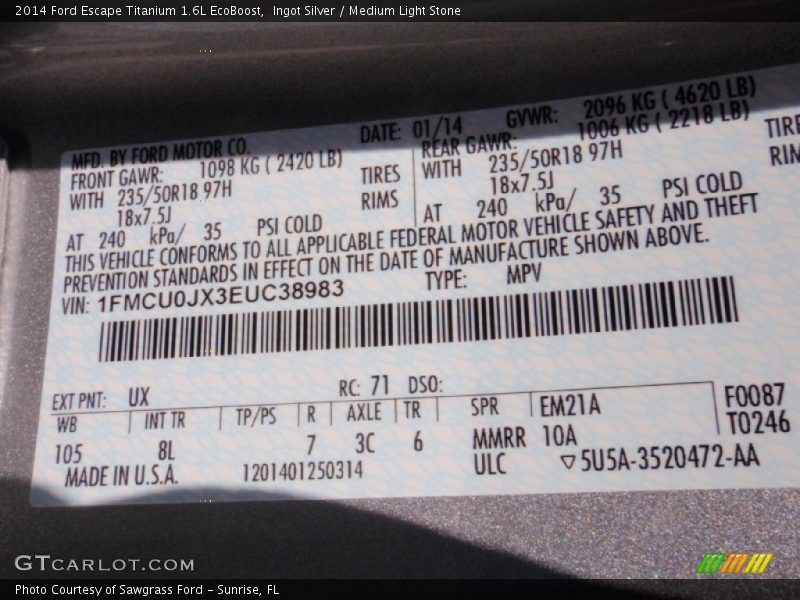 2014 Ford Escape Titanium 1.6L EcoBoost,  Ingot Silver / Medium Light Stone
MFD. BY FORD MOTOR CO. DATE: 01/14 GVWR: 2096 KG ( 4620 LB)
FRONT GAWR: 1098 KG ( 2420 LB) REAR GAWR: 1006 KG ( 2218 LB)
WITH 235/50R18 97H TIRES WITH 235/50R18 97H TIRE
18x7.5J RIMS 18x7.5J RIM
AT 240 kPa/ 35 PSI COLD AT 240 kPa/ 35 PSI COLD
THIS VEHICLE CONFORMS TO ALL APPLICABLE FEDERAL MOTOR VEHICLE SAFETY AND THEFT
PREVENTION STANDARDS IN EFFECT ON THE DATE OF MANUFACTURE SHOWN ABOVE.
VIN: 1FMCU0JX3EUC38983 TYPE: MPV
EXT PNT: UX RC: 71 DSO:
WB INT TR TP/PS R AXLE TR SPR EM21A F0087
105 8L 7 3C 6 MMRR 10A T0246
MADE IN U.S.A. 1201401250314 ULC ▽5U5A-3520472-AA
GTCARLOT.COM
Photo Courtesy of Sawgrass Ford - Sunrise, FL